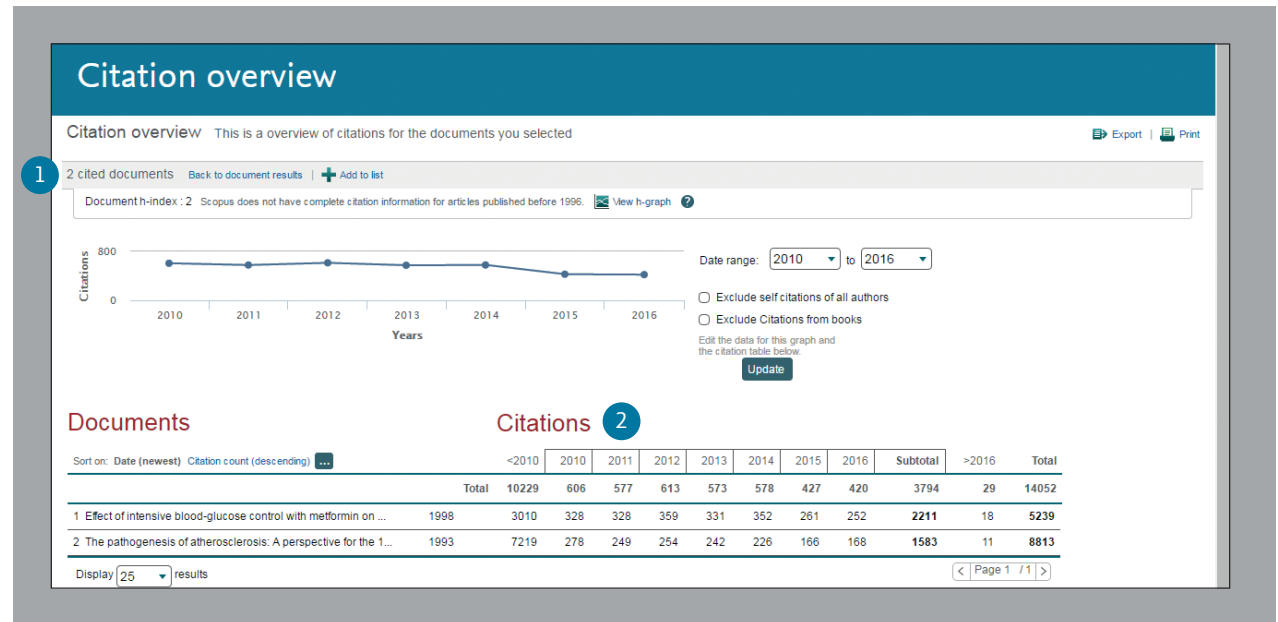 Citation overview
Citation overview This is a overview of citations for the documents you selected
Export | Print
1
2 cited documents Back to document results | Add to list
Document h-index : 2 Scopus does not have complete citation information for articles published before 1996. View h-graph ?
Citations
800
0
2010 2011 2012 2013 2014 2015 2016
Years
Date range: 2010 to 2016
Exclude self citations of all authors
Exclude Citations from books
Edit the data for this graph and
the citation table below.
Update
Documents
Citations 2
Sort on: Date (newest) Citation count (descending) ...
<2010 2010 2011 2012 2013 2014 2015 2016 Subtotal >2016 Total
Total 10229 606 577 613 573 578 427 420 3794 29 14052
1 Effect of intensive blood-glucose control with metformin on ... 1998 3010 328 328 359 331 352 261 252 2211 18 5239
2 The pathogenesis of atherosclerosis: A perspective for the 1... 1993 7219 278 249 254 242 226 166 168 1583 11 8813
Display 25 results
< Page 1 / 1 >